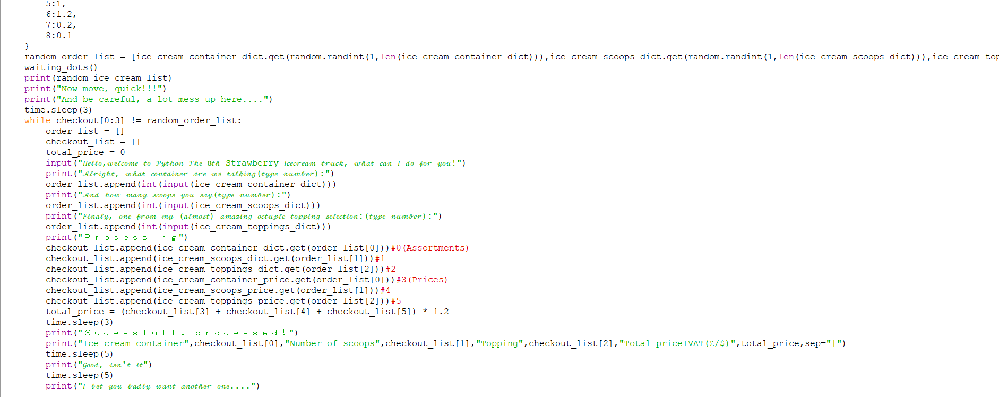 5:1,
6:1.2,
7:0.2,
8:0.1
}
random_order_list = [ice_cream_container_dict.get(random.randint(1,len(ice_cream_container_dict))),ice_cream_scoops_dict.get(random.randint(1,len(ice_cream_scoops_dict))),ice_cream_top
waiting_dots()
print(random_ice_cream_list)
print("Now move, quick!!!")
print("And be careful, a lot mess up here....")
time.sleep(3)
while checkout[0:3] != random_order_list:
order_list = []
checkout_list = []
total_price = 0
input("𝓗𝓮𝓵𝓵𝓸,𝔀𝓮𝓵𝓬𝓸𝓶𝓮 𝓽𝓸 𝓟𝔂𝓽𝓱𝓸𝓷 𝓣𝓱𝓮 8𝓽𝓱 Strawberry 𝓘𝓬𝓮𝓬𝓻𝓮𝓪𝓶 𝓽𝓻𝓾𝓬𝓴, 𝔀𝓱𝓪𝓽 𝓬𝓪𝓷 𝓘 𝓭𝓸 𝓯𝓸𝓻 𝔂𝓸𝓾!")
print("𝓐𝓵𝓻𝓲𝓰𝓱𝓽, 𝔀𝓱𝓪𝓽 𝓬𝓸𝓷𝓽𝓪𝓲𝓷𝓮𝓻 𝓪𝓻𝓮 𝔀𝓮 𝓽𝓪𝓵𝓴𝓲𝓷𝓰(𝓽𝔂𝓹𝓮 𝓷𝓾𝓶𝓫𝓮𝓻):")
order_list.append(int(input(ice_cream_container_dict)))
print("𝓐𝓷𝓭 𝓱𝓸𝔀 𝓶𝓪𝓷𝔂 𝓼𝓬𝓸𝓸𝓹𝓼 𝔂𝓸𝓾 𝓼𝓪𝔂(𝓽𝔂𝓹𝓮 𝓷𝓾𝓶𝓫𝓮𝓻):")
order_list.append(int(input(ice_cream_scoops_dict)))
print("𝓕𝓲𝓷𝓪𝓵𝔂, 𝓸𝓷𝓮 𝓯𝓻𝓸𝓶 𝓶𝔂 (𝓪𝓵𝓶𝓸𝓼𝓽) 𝓪𝓶𝓪𝔃𝓲𝓷𝓰 𝓸𝓬𝓽𝓾𝓹𝓵𝓮 𝓽𝓸𝓹𝓹𝓲𝓷𝓰 𝓼𝓮𝓵𝓮𝓬𝓽𝓲𝓸𝓷:(𝓽𝔂𝓹𝓮 𝓷𝓾𝓶𝓫𝓮𝓻):")
order_list.append(int(input(ice_cream_toppings_dict)))
print("Ｐｒｏｃｅｓｓｉｎｇ")
checkout_list.append(ice_cream_container_dict.get(order_list[0]))#0(Assortments)
checkout_list.append(ice_cream_scoops_dict.get(order_list[1]))#1
checkout_list.append(ice_cream_toppings_dict.get(order_list[2]))#2
checkout_list.append(ice_cream_container_price.get(order_list[0]))#3(Prices)
checkout_list.append(ice_cream_scoops_price.get(order_list[1]))#4
checkout_list.append(ice_cream_toppings_price.get(order_list[2]))#5
total_price = (checkout_list[3] + checkout_list[4] + checkout_list[5]) * 1.2
time.sleep(3)
print("Ｓｕｃｅｓｓｆｕｌｌｙ ｐｒｏｃｅｓｓｅｄ！")
print("Ice cream container",checkout_list[0],"Number of scoops",checkout_list[1],"Topping",checkout_list[2],"Total price+VAT(£/$)",total_price,sep="|")
time.sleep(5)
print("𝓖𝓸𝓸𝓭, 𝓲𝓼𝓷'𝓽 𝓲𝓽")
time.sleep(5)
print("𝓘 𝓫𝓮𝓽 𝔂𝓸𝓾 𝓫𝓪𝓭𝓵𝔂 𝔀𝓪𝓷𝓽 𝓪𝓷𝓸𝓽𝓱𝓮𝓻 𝓸𝓷𝓮....")